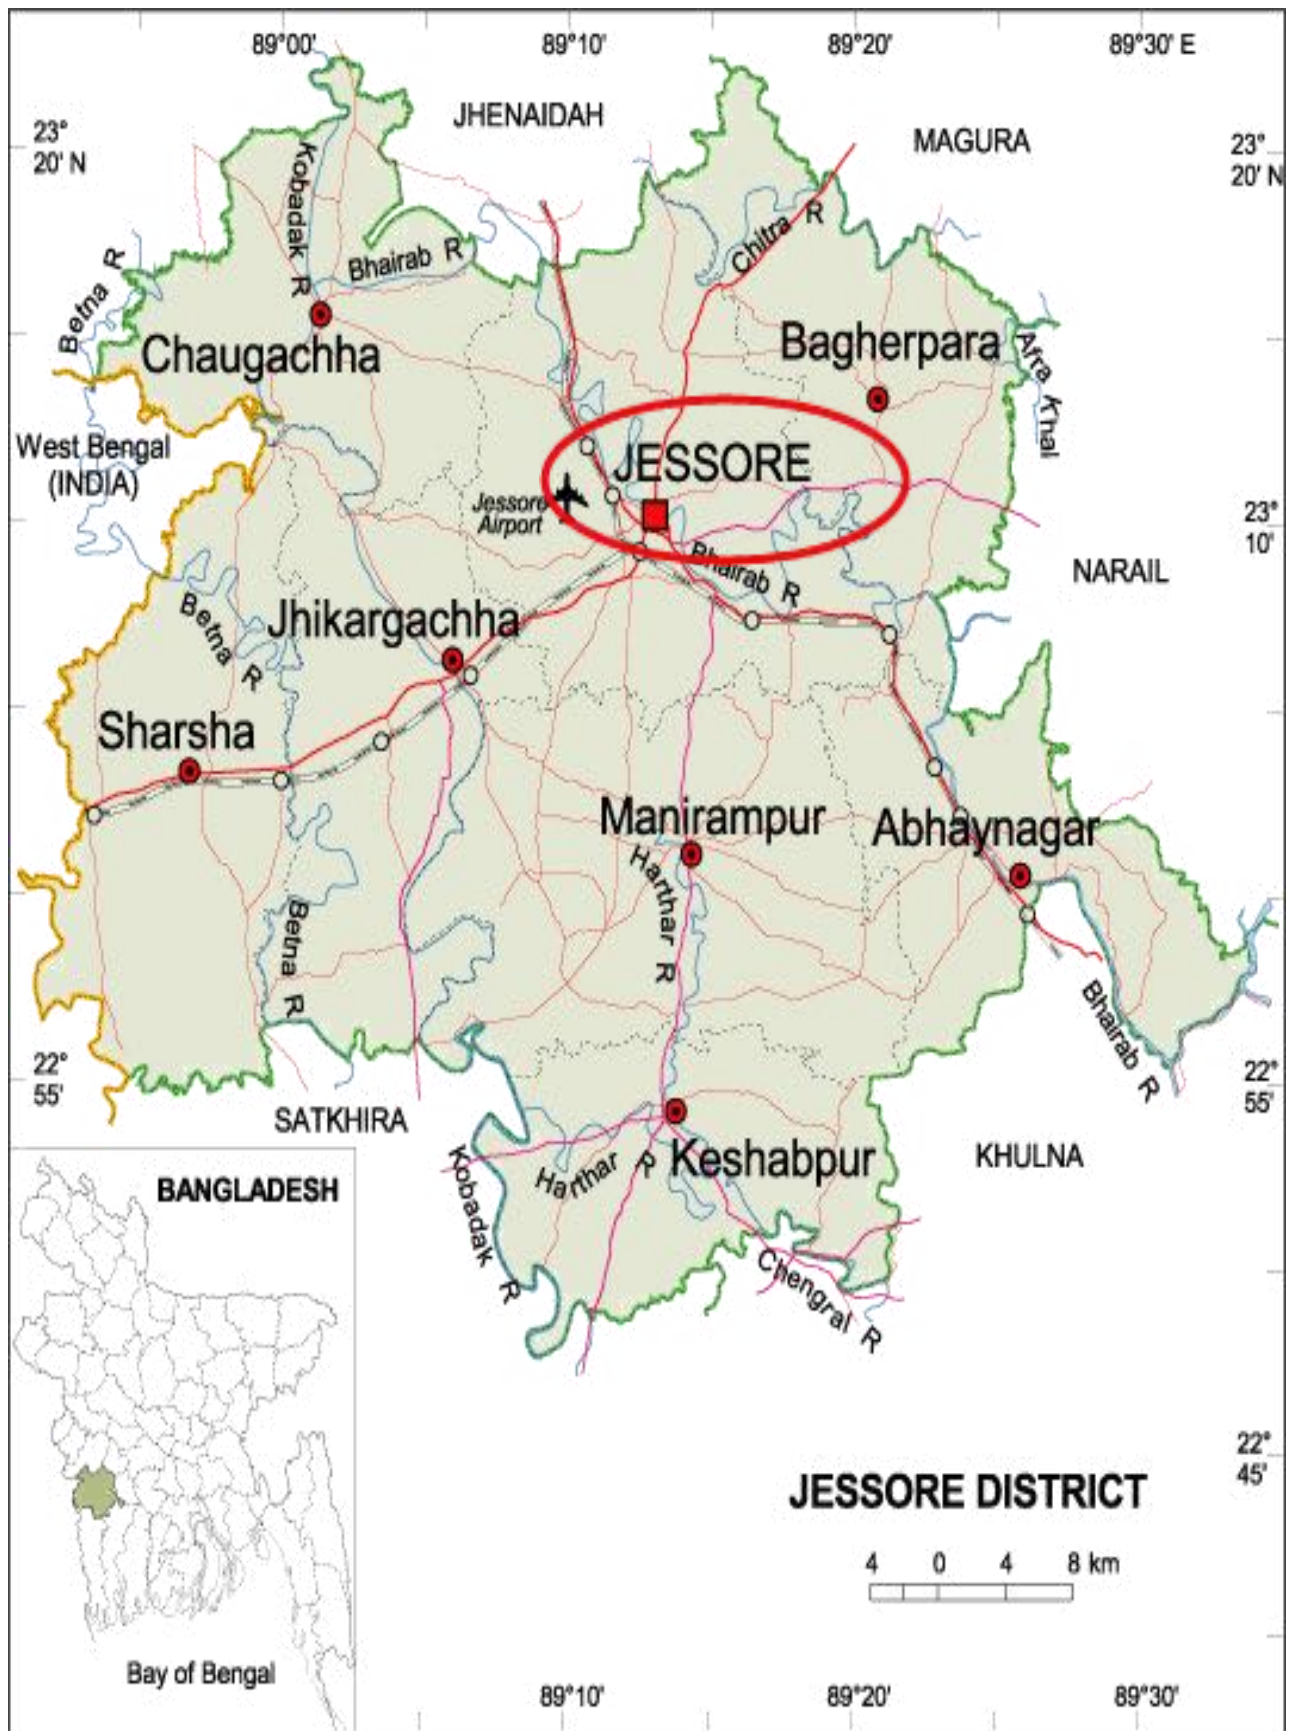 89°00'
89°10'
89°20'
89°30' E
JHENAIDAH
MAGURA
23°
20' N
23°
20' N
Kobadak R
Chitra R
Bhairab R
Betna R
Chaugachha
Bagherpara
Afra Khal
West Bengal
(INDIA)
JESSORE
Jessore
Airport
23°
10'
Bhairab R
NARAIL
Betna R
Jhikargachha
Sharsha
Manirampur
Abhaynagar
Harthar R
Betna R
Bhairab R
22°
55'
22°
55'
SATKHIRA
KHULNA
Kobadak R
Harthar R
Keshabpur
Chengral R
BANGLADESH
22°
45'
JESSORE DISTRICT
4 0 4 8 km
Bay of Bengal
89°10'
89°20'
89°30'